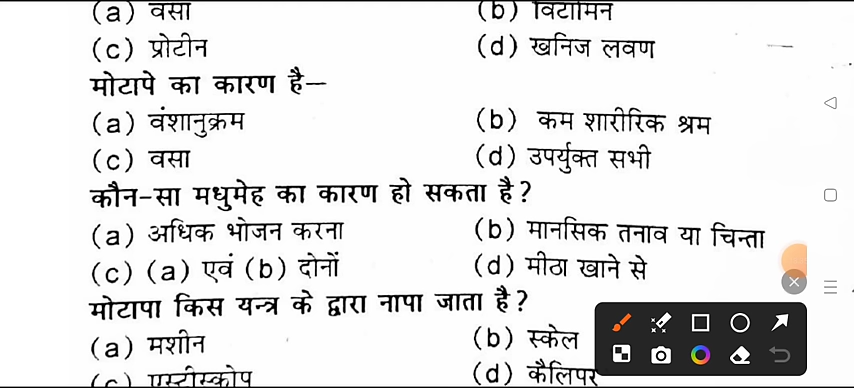 (a) वसा (b) विटामिन
(c) प्रोटीन (d) खनिज लवण
मोटापे का कारण है—
(a) वंशानुक्रम (b) कम शारीरिक श्रम
(c) वसा (d) उपर्युक्त सभी
कौन-सा मधुमेह का कारण हो सकता है?
(a) अधिक भोजन करना (b) मानसिक तनाव या चिन्ता
(c) (a) एवं (b) दोनों (d) मीठा खाने से
मोटापा किस यन्त्र के द्वारा नापा जाता है?
(a) मशीन (b) स्केल
(c) एस्टीस्कोप (d) कैलिपर